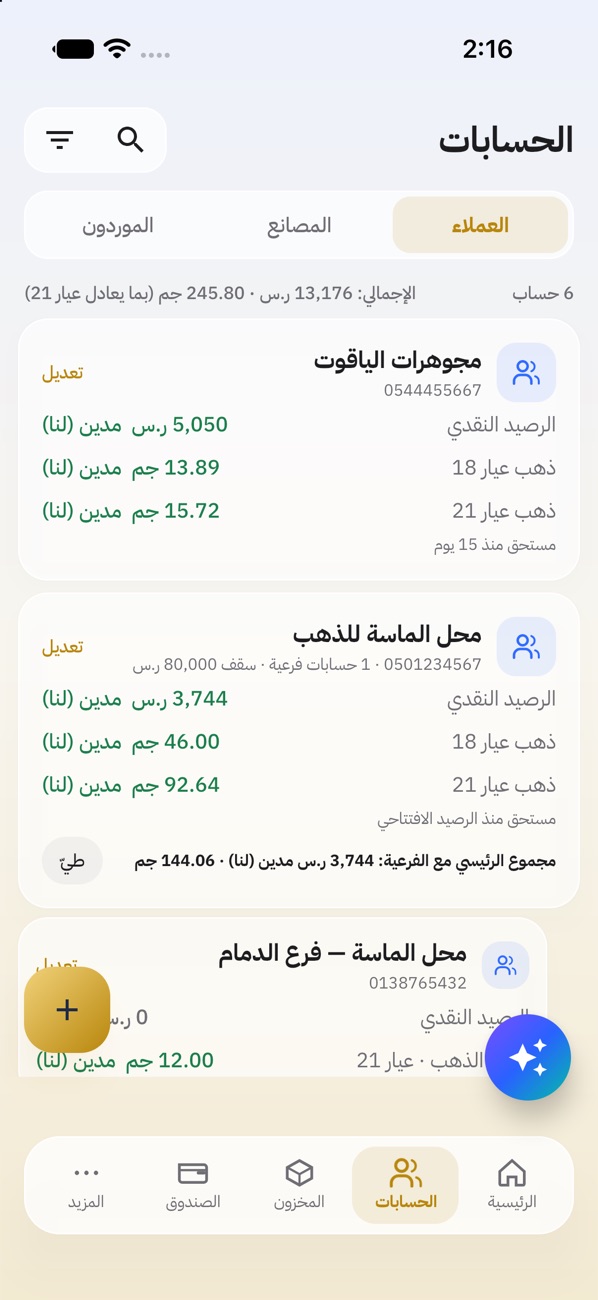 2:16
الحسابات
العملاء
المصانع
الموردون
6 حساب
الإجمالي: 13,176 ر.س · 245.80 جم (بما يعادل عيار 21)
مجوهرات الياقوت
تعديل
0544455667
الرصيد النقدي 5,050 ر.س مدين (لنا)
ذهب عيار 18 13.89 جم مدين (لنا)
ذهب عيار 21 15.72 جم مدين (لنا)
مستحق منذ 15 يوم
محل الماسة للذهب
تعديل
0501234567 · 1 حسابات فرعية · سقف 80,000 ر.س
الرصيد النقدي 3,744 ر.س مدين (لنا)
ذهب عيار 18 46.00 جم مدين (لنا)
ذهب عيار 21 92.64 جم مدين (لنا)
مستحق منذ الرصيد الافتتاحي
مجموع الرئيسي مع الفرعية: 3,744 ر.س مدين (لنا) · 144.06 جم
طيّ
محل الماسة — فرع الدمام
0138765432
النقدي 0 ر.س
الذهب · عيار 21 12.00 جم مدين (لنا)
الرئيسية
الحسابات
المخزون
الصندوق
المزيد